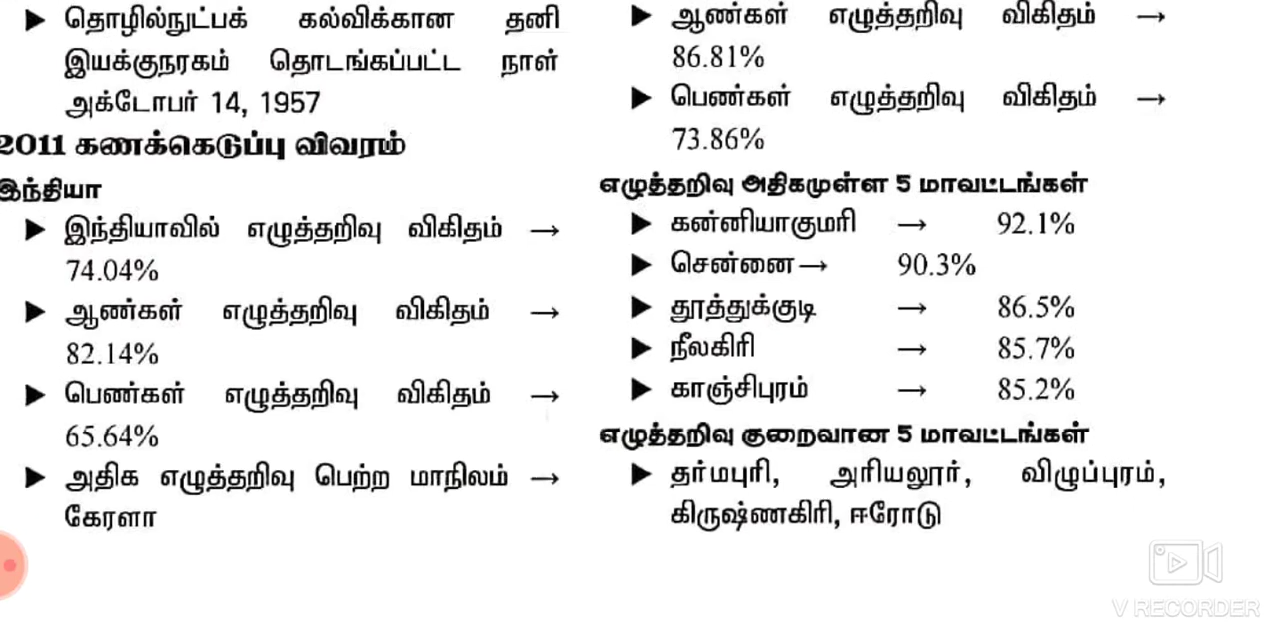 ▶ தொழில்நுட்பக் கல்விக்கான தனி
இயக்குநரகம் தொடங்கப்பட்ட நாள்
அக்டோபர் 14, 1957
2011 கணக்கெடுப்பு விவரம்
இந்தியா
▶ இந்தியாவில் எழுத்தறிவு விகிதம் →
74.04%
▶ ஆண்கள் எழுத்தறிவு விகிதம் →
82.14%
▶ பெண்கள் எழுத்தறிவு விகிதம் →
65.64%
▶ அதிக எழுத்தறிவு பெற்ற மாநிலம் →
கேரளா
▶ ஆண்கள் எழுத்தறிவு விகிதம் →
86.81%
▶ பெண்கள் எழுத்தறிவு விகிதம் →
73.86%
எழுத்தறிவு அதிகமுள்ள 5 மாவட்டங்கள்
▶ கன்னியாகுமரி → 92.1%
▶ சென்னை → 90.3%
▶ தூத்துக்குடி → 86.5%
▶ நீலகிரி → 85.7%
▶ காஞ்சிபுரம் → 85.2%
எழுத்தறிவு குறைவான 5 மாவட்டங்கள்
▶ தர்மபுரி, அரியலூர், விழுப்புரம்,
கிருஷ்ணகிரி, ஈரோடு
V RECORDER